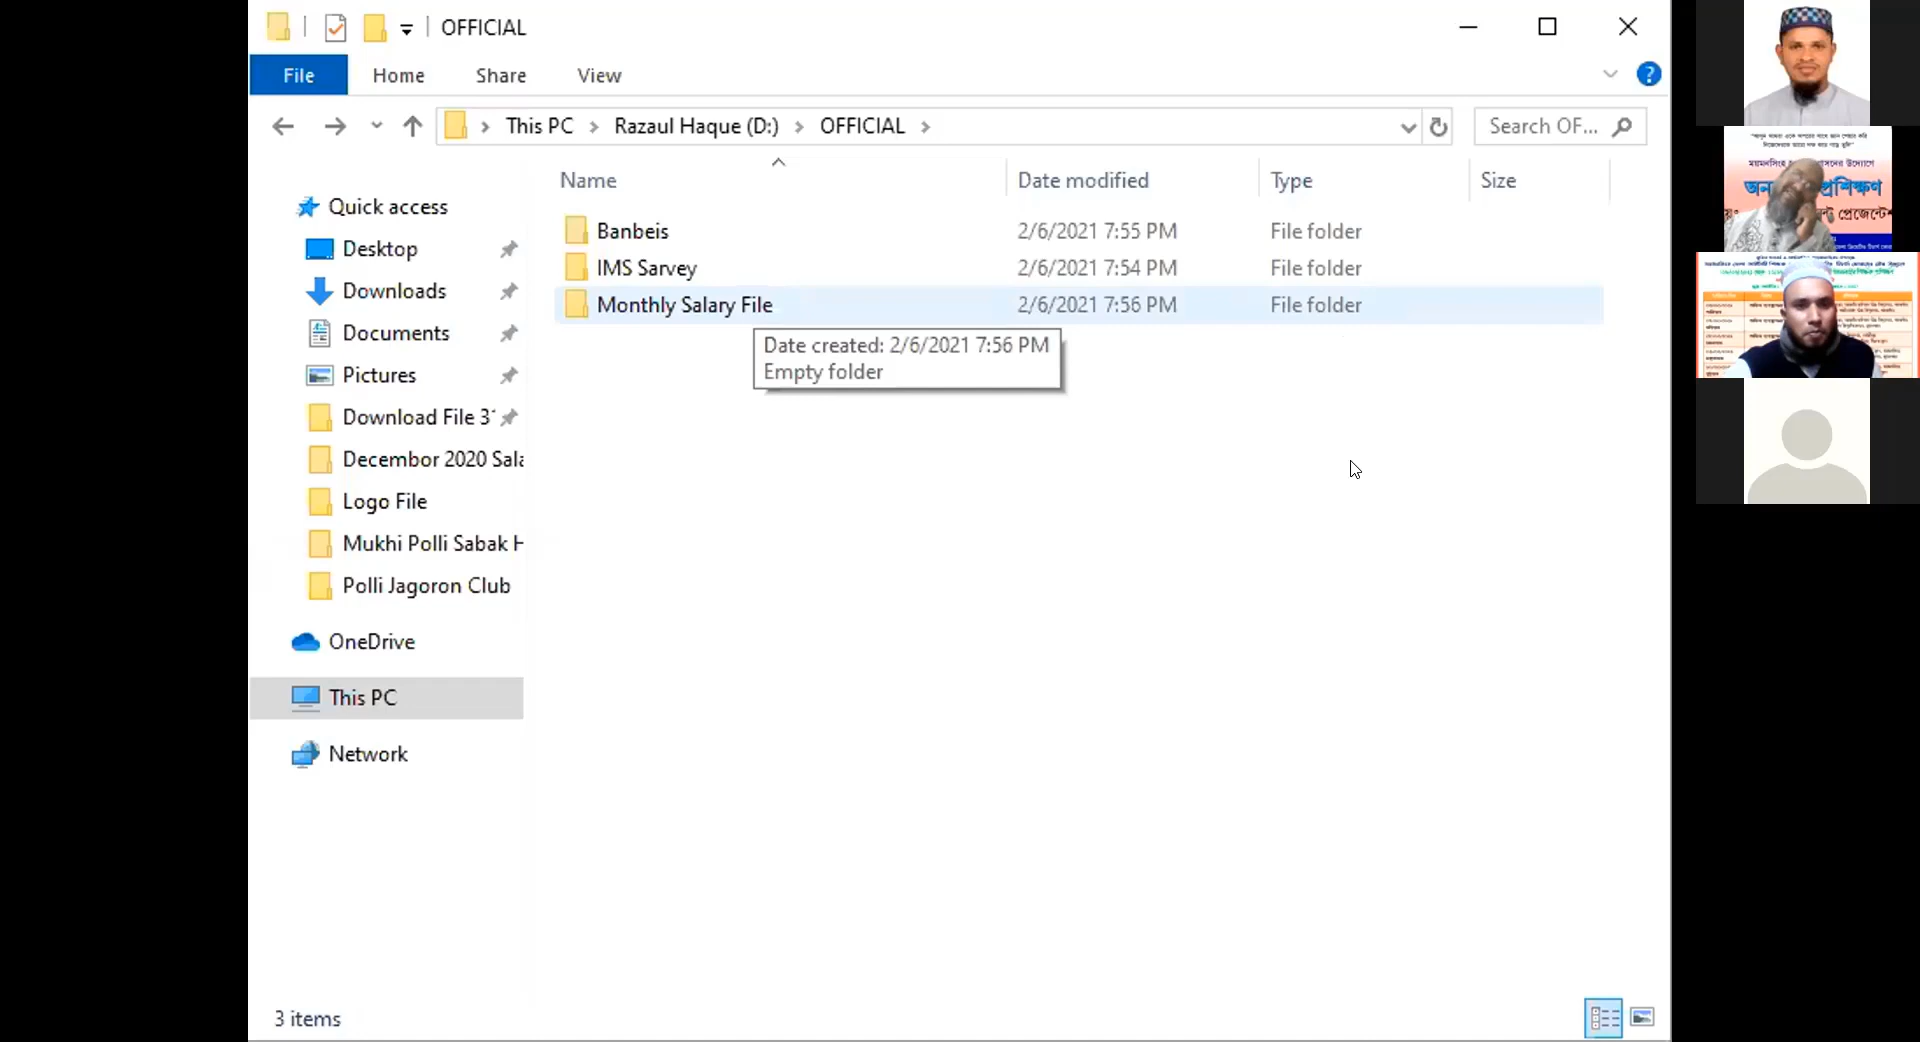 OFFICIAL
File
Home
Share
View
This PC
Razaul Haque (D:)
OFFICIAL
Search OF...
Name
Date modified
Type
Size
Quick access
Desktop
Downloads
Documents
Pictures
Download File 3
Decembor 2020 Sala
Logo File
Mukhi Polli Sabak H
Polli Jagoron Club
OneDrive
This PC
Network
Banbeis 2/6/2021 7:55 PM File folder
IMS Sarvey 2/6/2021 7:54 PM File folder
Monthly Salary File 2/6/2021 7:56 PM File folder
Date created: 2/6/2021 7:56 PM
Empty folder
3 items